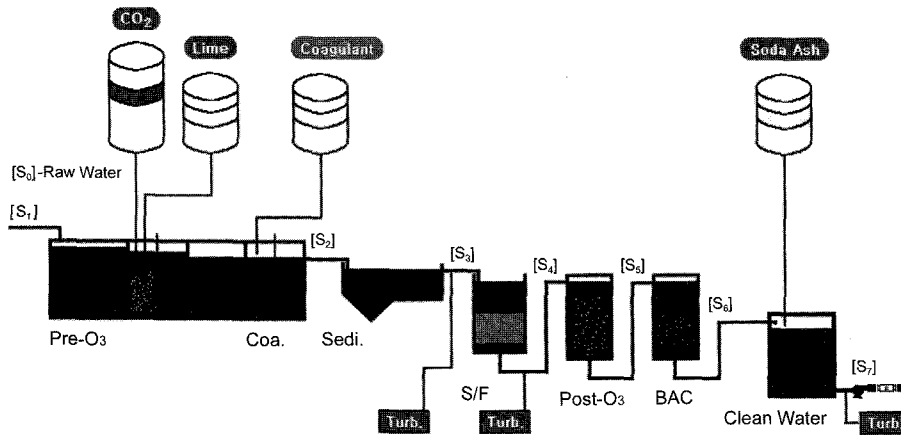 CO₂
Lime
Coagulant
Soda Ash
[S₀]-Raw Water
[S₁]
[S₂]
[S₃]
[S₄]
[S₅]
[S₆]
[S₇]
Pre-O₃
Coa.
Sedi.
S/F
Post-O₃
BAC
Clean Water
Turb.
Turb.
Turb